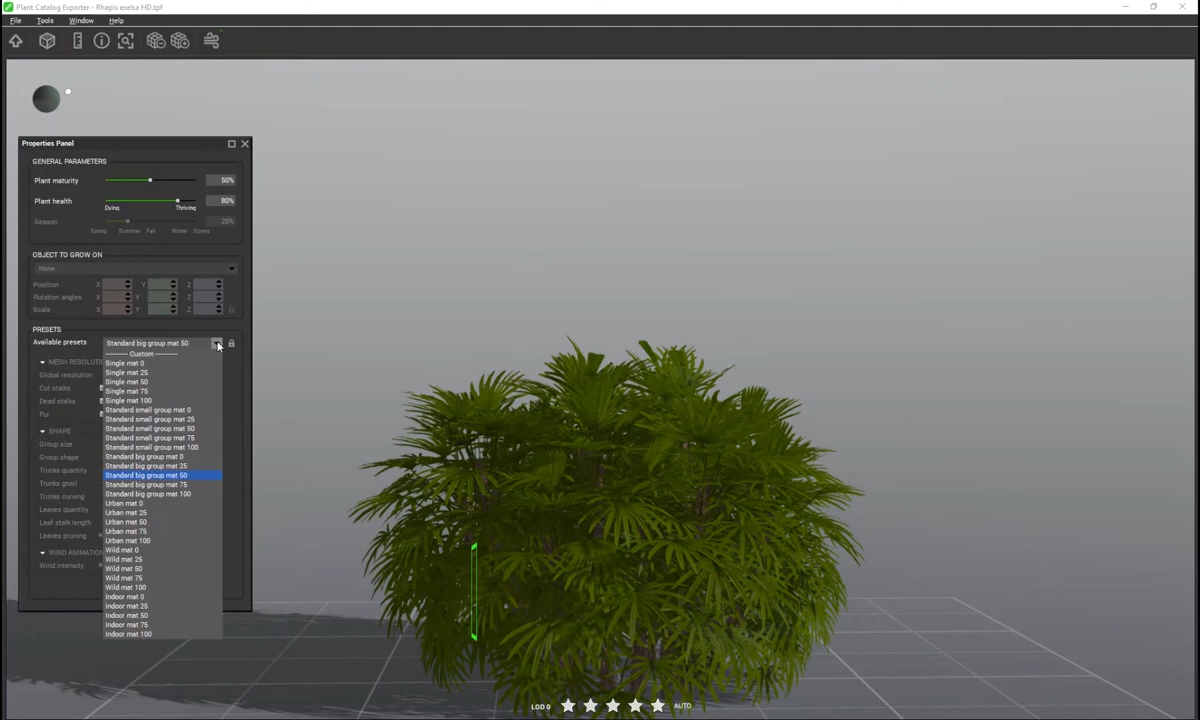 Plant Catalog Exporter - Rhapis exelsa HD.tpf
File Tools Window Help
Properties Panel
GENERAL PARAMETERS
Plant maturity 50%
Plant health 80%
Dying Thriving
Season 25%
Spring Summer Fall Winter Spring
OBJECT TO GROW ON
None
Position X Y Z
Rotation angles X Y Z
Scale X Y Z
PRESETS
Available presets Standard big group mat 50
-------- Custom --------
Single mat 0
Single mat 25
Single mat 50
Single mat 75
Single mat 100
Standard small group mat 0
Standard small group mat 25
Standard small group mat 50
Standard small group mat 75
Standard small group mat 100
Standard big group mat 0
Standard big group mat 25
Standard big group mat 50
Standard big group mat 75
Standard big group mat 100
Urban mat 0
Urban mat 25
Urban mat 50
Urban mat 75
Urban mat 100
Wild mat 0
Wild mat 25
Wild mat 50
Wild mat 75
Wild mat 100
Indoor mat 0
Indoor mat 25
Indoor mat 50
Indoor mat 75
Indoor mat 100
MESH RESOLUTI
Global resolution
Cut stalks
Dead stalks
Fur
SHAPE
Group size
Group shape
Trunks quantity
Trunks gnarl
Trunks curving
Leaves quantity
Leaf stalk length
Leaves pruning
WIND ANIMATION
Wind intensity
LOD 0 AUTO